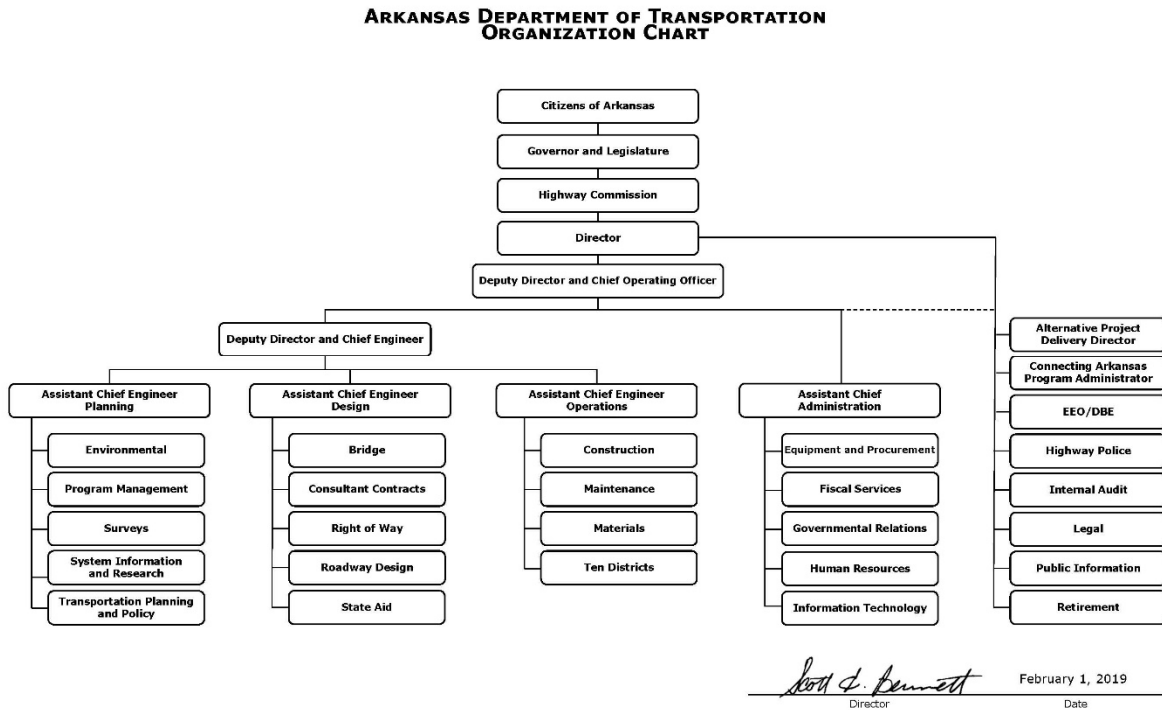 ARKANSAS DEPARTMENT OF TRANSPORTATION
ORGANIZATION CHART
Citizens of Arkansas
Governor and Legislature
Highway Commission
Director
Deputy Director and Chief Operating Officer
Deputy Director and Chief Engineer
Assistant Chief Engineer
Planning
Environmental
Program Management
Surveys
System Information
and Research
Transportation Planning
and Policy
Assistant Chief Engineer
Design
Bridge
Consultant Contracts
Right of Way
Roadway Design
State Aid
Assistant Chief Engineer
Operations
Construction
Maintenance
Materials
Ten Districts
Assistant Chief
Administration
Equipment and Procurement
Fiscal Services
Governmental Relations
Human Resources
Information Technology
Alternative Project
Delivery Director
Connecting Arkansas
Program Administrator
EEO/DBE
Highway Police
Internal Audit
Legal
Public Information
Retirement
Scott E. Bennett
February 1, 2019
Director
Date